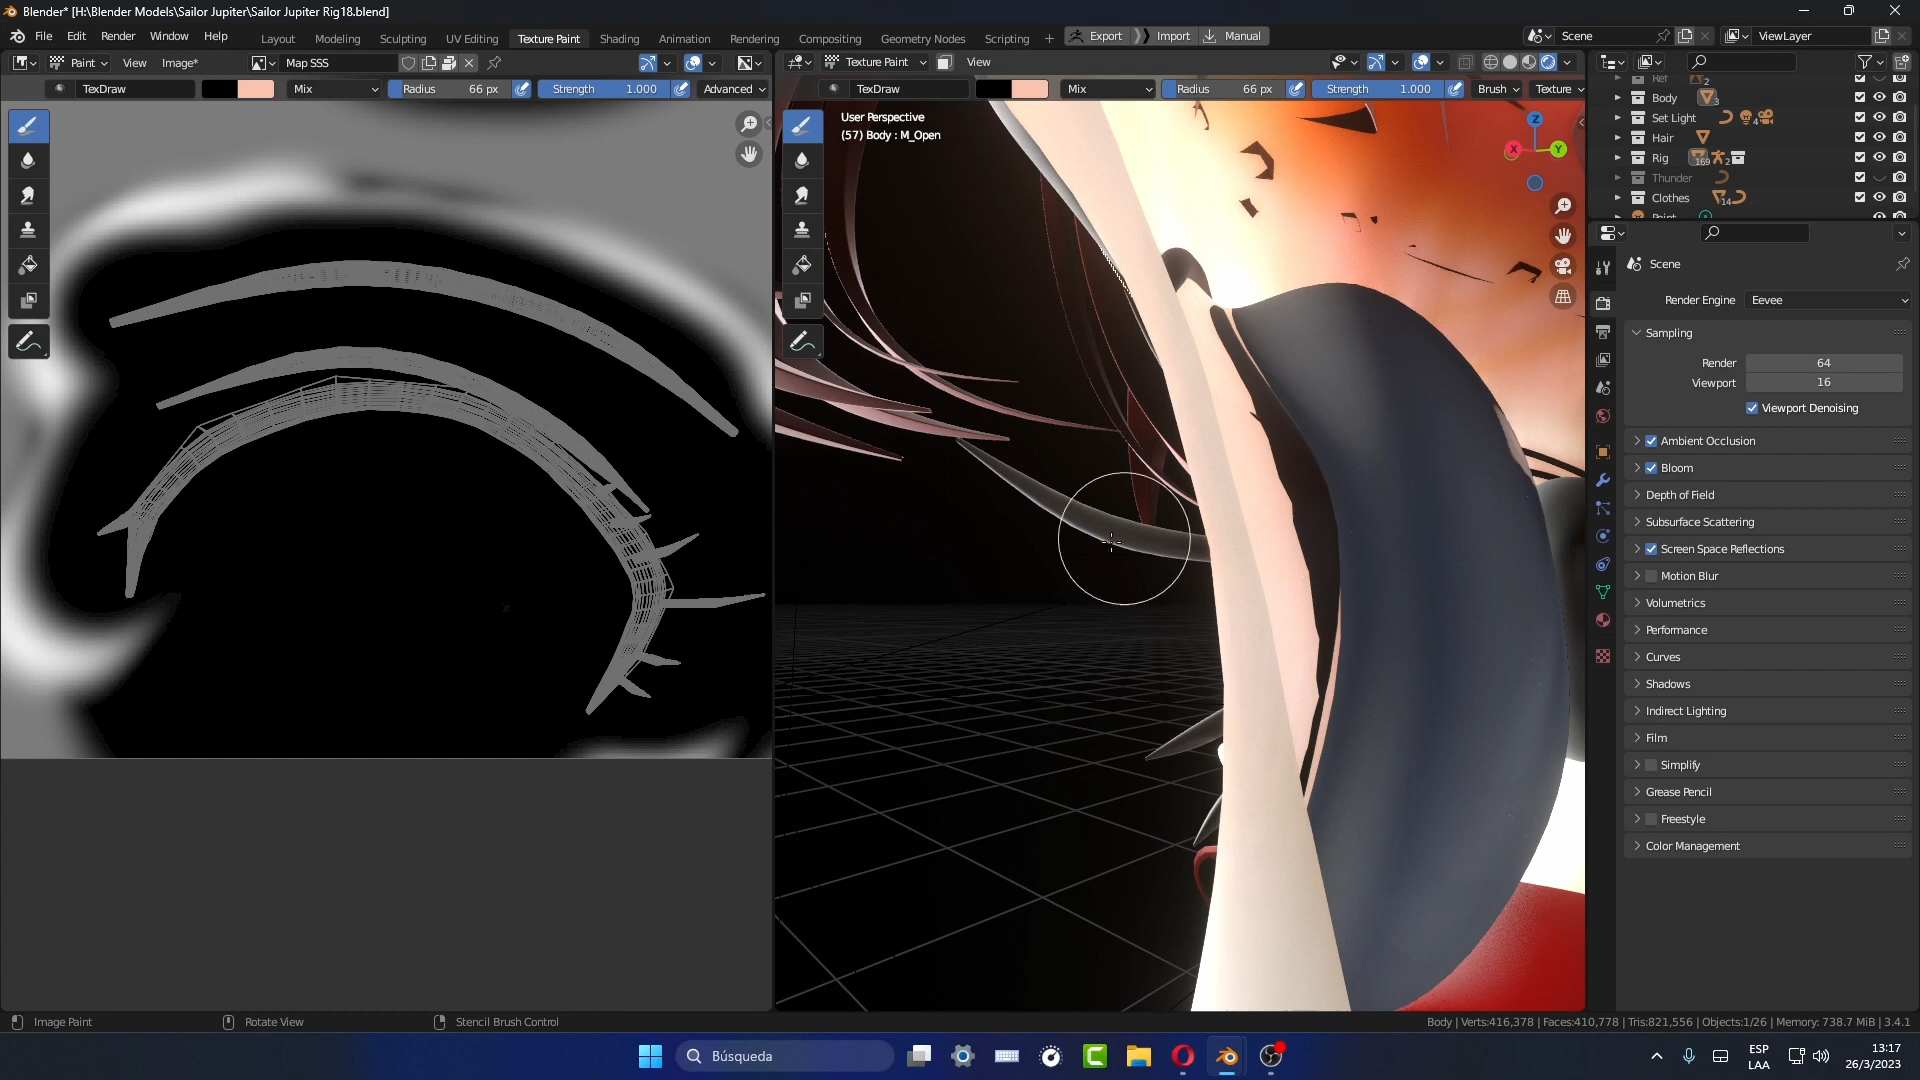 Blender* [H:\Blender Models\Sailor Jupiter\Sailor Jupiter Rig18.blend]
File Edit Render Window Help Layout Modeling Sculpting UV Editing Texture Paint Shading Animation Rendering Compositing Geometry Nodes Scripting + Export Import Manual Scene ViewLayer
Paint View Image* Map SSS Texture Paint View
TexDraw Mix Radius 66 px Strength 1.000 Advanced TexDraw Mix Radius 66 px Strength 1.000 Brush Texture
User Perspective
(57) Body : M_Open
Z
X
Y
Ref 2
Body 3
Set Light 4
Hair
Rig 169 2
Thunder
Clothes 14
Scene
Render Engine Eevee
Sampling
Render 64
Viewport 16
Viewport Denoising
Ambient Occlusion
Bloom
Depth of Field
Subsurface Scattering
Screen Space Reflections
Motion Blur
Volumetrics
Performance
Curves
Shadows
Indirect Lighting
Film
Simplify
Grease Pencil
Freestyle
Color Management
Image Paint Rotate View Stencil Brush Control Body | Verts:416,378 | Faces:410,778 | Tris:821,556 | Objects:1/26 | Memory: 738.7 MiB | 3.4.1
Búsqueda
ESP
LAA
13:17
26/3/2023